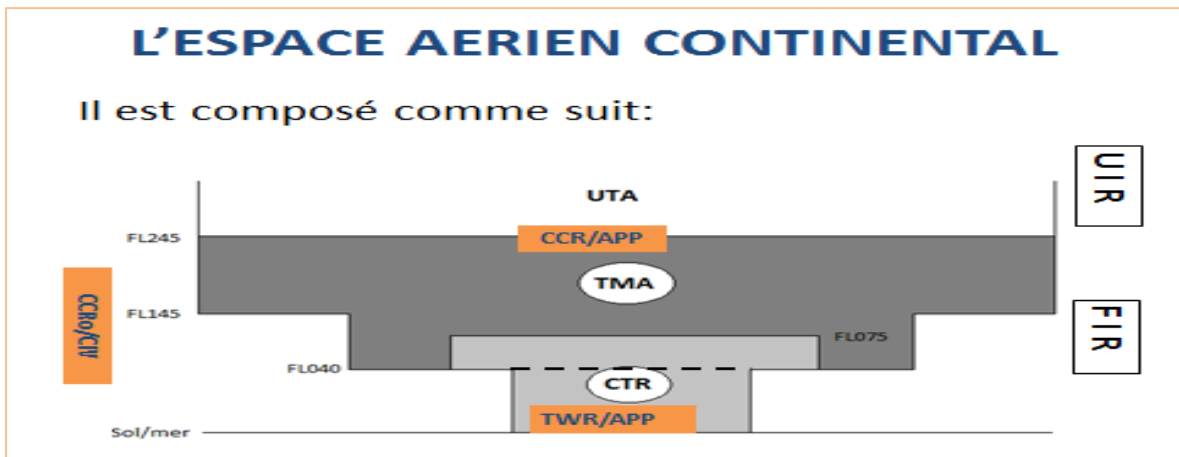 L'ESPACE AERIEN CONTINENTAL
Il est composé comme suit:
UIR
UTA
FL245
CCR/APP
TMA
CCRo/CIV
FL145
FIR
FL075
FL040
CTR
TWR/APP
Sol/mer